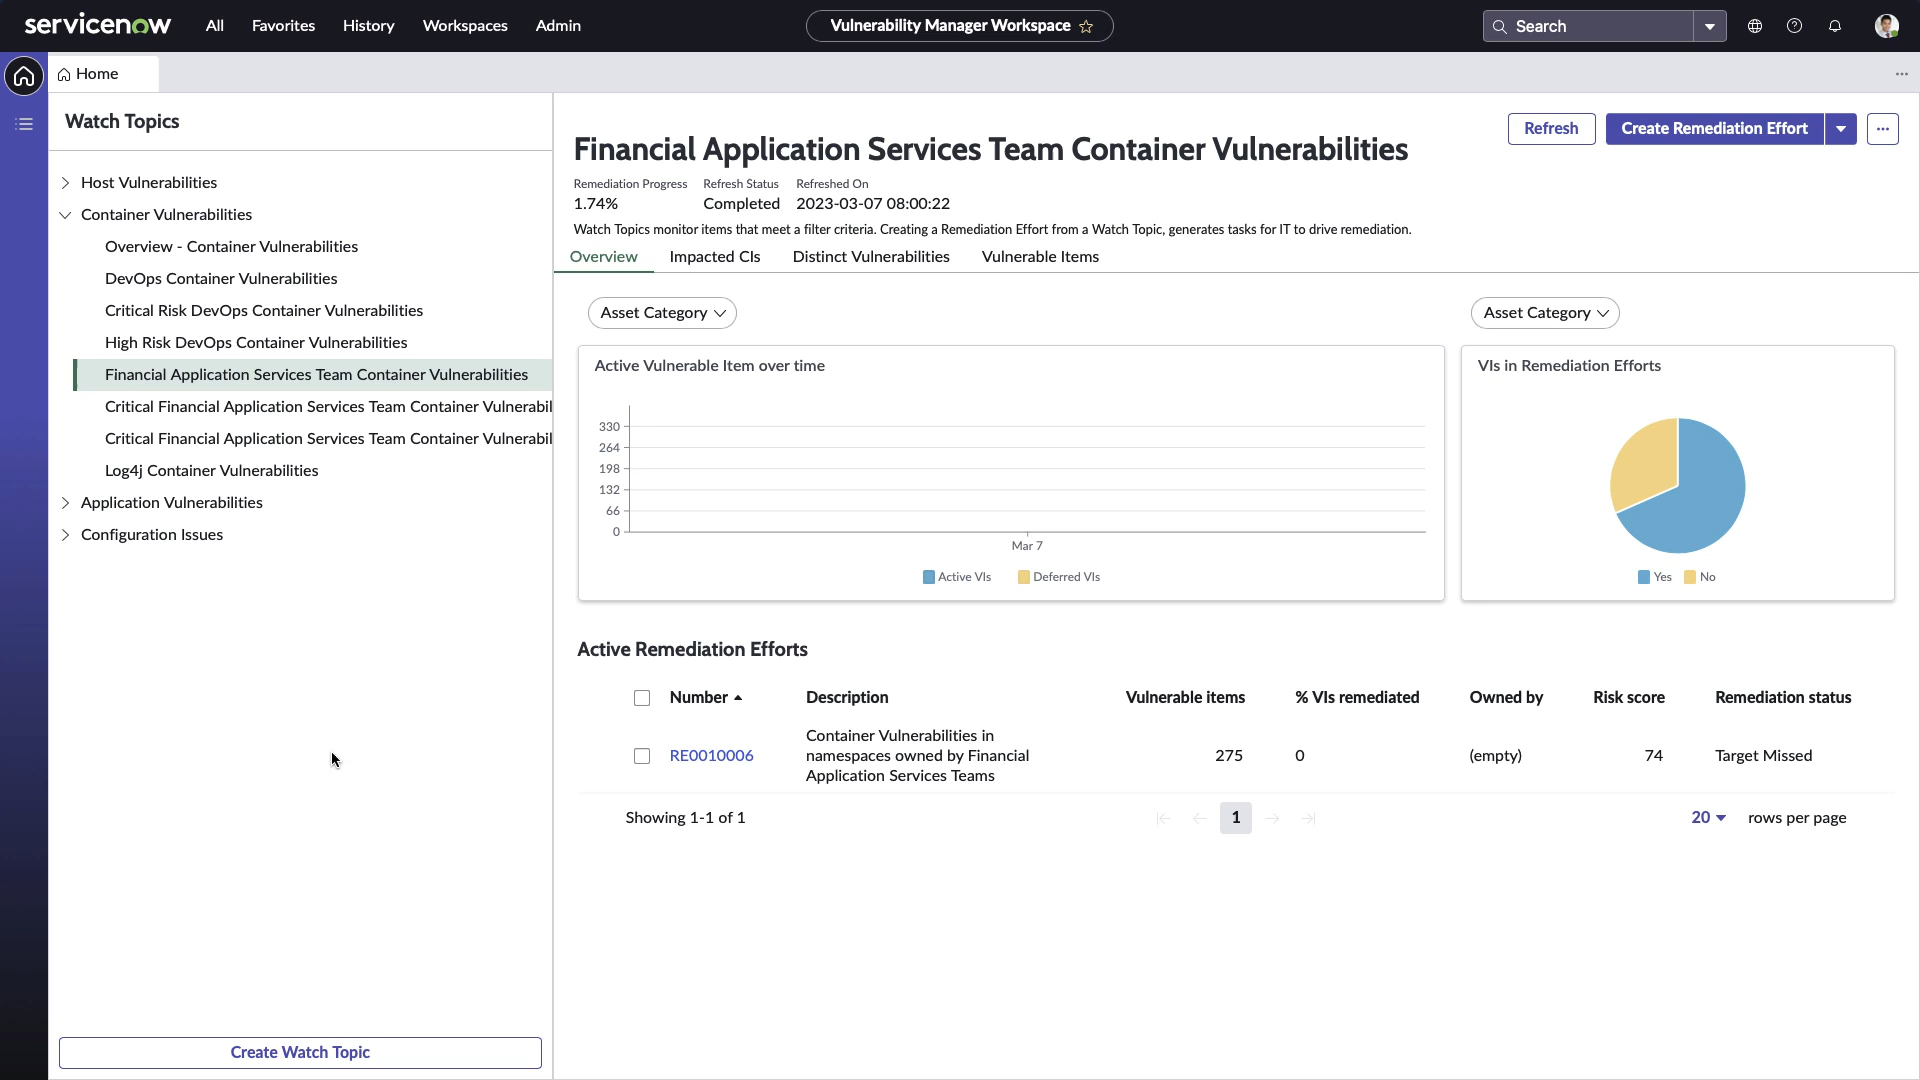 servicenow
All
Favorites
History
Workspaces
Admin
Vulnerability Manager Workspace
Search
Home
Watch Topics
Host Vulnerabilities
Container Vulnerabilities
Overview - Container Vulnerabilities
DevOps Container Vulnerabilities
Critical Risk DevOps Container Vulnerabilities
High Risk DevOps Container Vulnerabilities
Financial Application Services Team Container Vulnerabilities
Critical Financial Application Services Team Container Vulnerabil
Critical Financial Application Services Team Container Vulnerabil
Log4j Container Vulnerabilities
Application Vulnerabilities
Configuration Issues
Create Watch Topic
Financial Application Services Team Container Vulnerabilities
Refresh
Create Remediation Effort
Remediation Progress Refresh Status Refreshed On
1.74% Completed 2023-03-07 08:00:22
Watch Topics monitor items that meet a filter criteria. Creating a Remediation Effort from a Watch Topic, generates tasks for IT to drive remediation.
Overview Impacted CIs Distinct Vulnerabilities Vulnerable Items
Asset Category
Active Vulnerable Item over time
330
264
198
132
66
0
Mar 7
Active VIs Deferred VIs
Asset Category
VIs in Remediation Efforts
Yes No
Active Remediation Efforts
Number Description Vulnerable items % VIs remediated Owned by Risk score Remediation status
Container Vulnerabilities in
RE0010006 namespaces owned by Financial 275 0 (empty) 74 Target Missed
Application Services Teams
Showing 1-1 of 1 1 20 rows per page